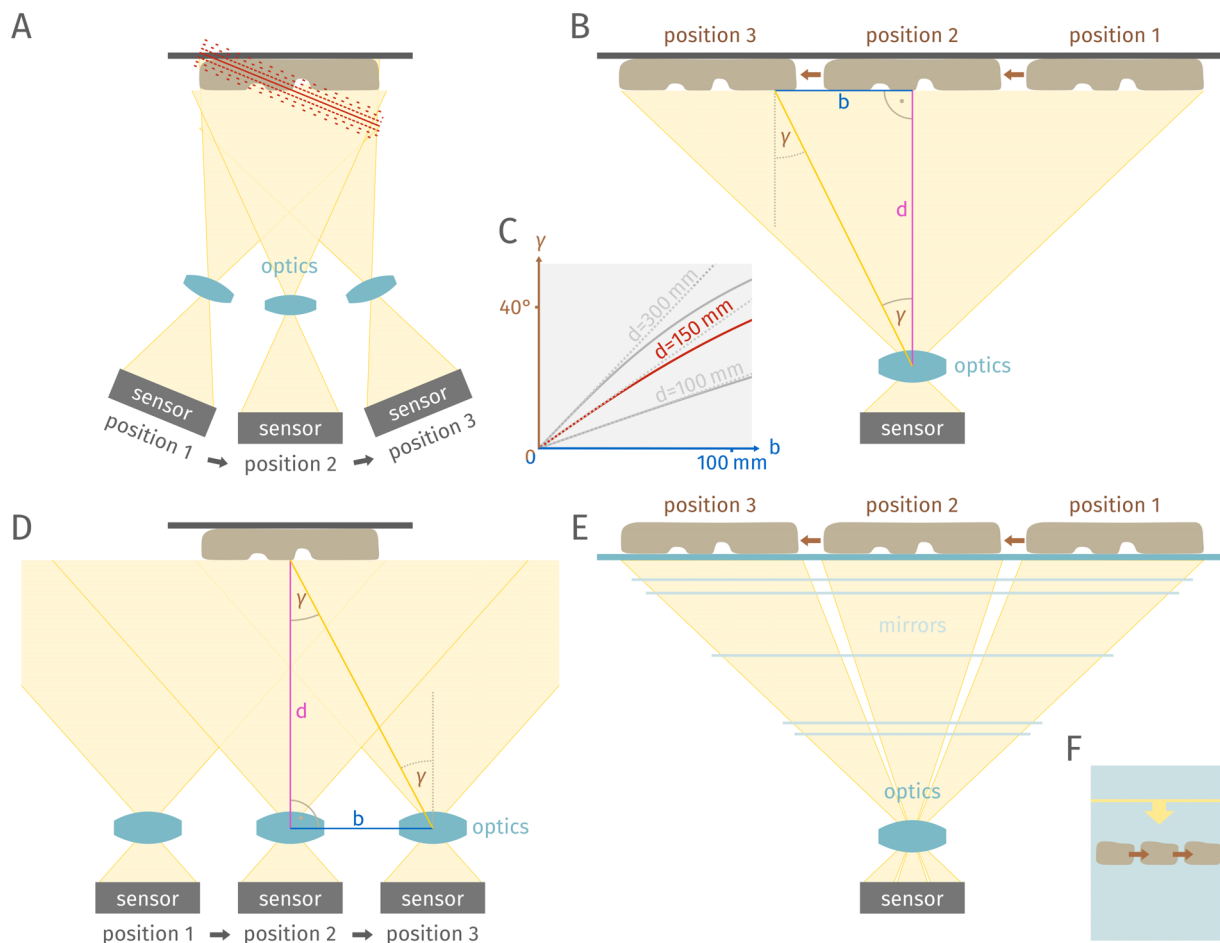 A
optics
sensor
sensor
sensor
position 1
position 2
position 3
B
position 3
position 2
position 1
b
γ
d
γ
optics
sensor
C
γ
40°
d=300 mm
d=150 mm
d=100 mm
0
100 mm
b
D
γ
d
γ
b
optics
sensor
sensor
sensor
position 1
position 2
position 3
E
position 3
position 2
position 1
mirrors
optics
sensor
F